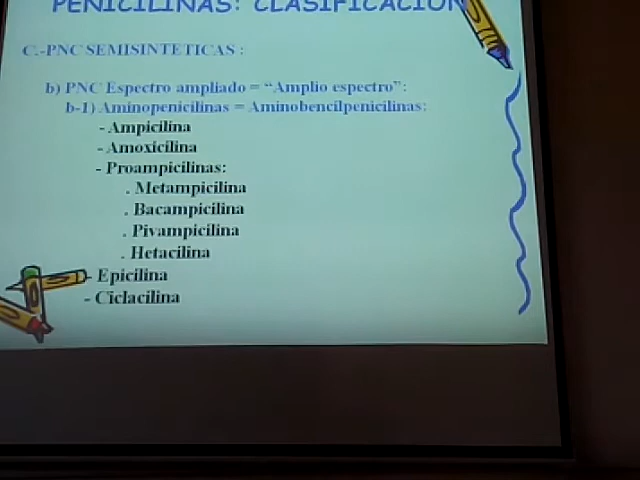 PENICILINAS: CLASIFICACION
C.-PNC SEMISINTETICAS :
b) PNC Espectro ampliado = “Amplio espectro”:
b-1) Aminopenicilinas = Aminobencilpenicilinas:
- Ampicilina
- Amoxicilina
- Proampicilinas:
. Metampicilina
. Bacampicilina
. Pivampicilina
. Hetacilina
- Epicilina
- Ciclacilina